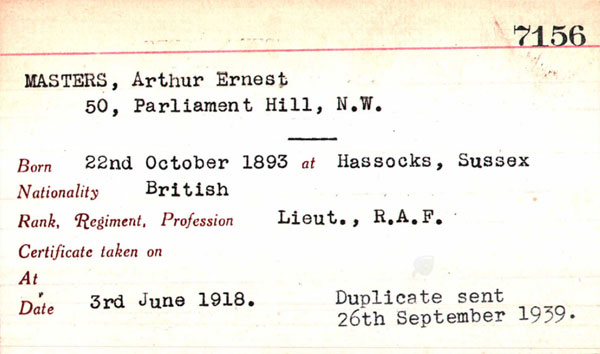 7156
MASTERS, Arthur Ernest
50, Parliament Hill, N.W.
Born 22nd October 1893 at Hassocks, Sussex
Nationality British
Rank, Regiment, Profession Lieut., R.A.F.
Certificate taken on
At
Date 3rd June 1918. Duplicate sent
26th September 1939.